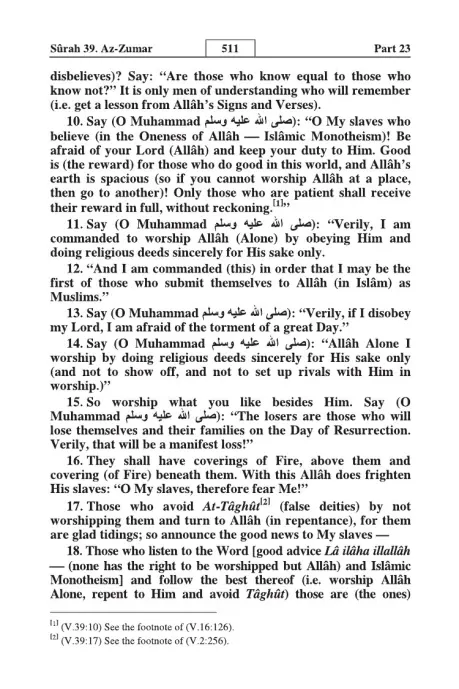 Sûrah 39. Az-Zumar 511 Part 23
disbelieves)? Say: “Are those who know equal to those who
know not?” It is only men of understanding who will remember
(i.e. get a lesson from Allâh’s Signs and Verses).
10. Say (O Muhammad صلى الله عليه وسلم): “O My slaves who
believe (in the Oneness of Allâh — Islâmic Monotheism)! Be
afraid of your Lord (Allâh) and keep your duty to Him. Good
is (the reward) for those who do good in this world, and Allâh’s
earth is spacious (so if you cannot worship Allâh at a place,
then go to another)! Only those who are patient shall receive
their reward in full, without reckoning.[1]”
11. Say (O Muhammad صلى الله عليه وسلم): “Verily, I am
commanded to worship Allâh (Alone) by obeying Him and
doing religious deeds sincerely for His sake only.
12. “And I am commanded (this) in order that I may be the
first of those who submit themselves to Allâh (in Islâm) as
Muslims.”
13. Say (O Muhammad صلى الله عليه وسلم): “Verily, if I disobey
my Lord, I am afraid of the torment of a great Day.”
14. Say (O Muhammad صلى الله عليه وسلم): “Allâh Alone I
worship by doing religious deeds sincerely for His sake only
(and not to show off, and not to set up rivals with Him in
worship.)”
15. So worship what you like besides Him. Say (O
Muhammad صلى الله عليه وسلم): “The losers are those who will
lose themselves and their families on the Day of Resurrection.
Verily, that will be a manifest loss!”
16. They shall have coverings of Fire, above them and
covering (of Fire) beneath them. With this Allâh does frighten
His slaves: “O My slaves, therefore fear Me!”
17. Those who avoid At-Tâghût[2] (false deities) by not
worshipping them and turn to Allâh (in repentance), for them
are glad tidings; so announce the good news to My slaves —
18. Those who listen to the Word [good advice Lâ ilâha illallâh
— (none has the right to be worshipped but Allâh) and Islâmic
Monotheism] and follow the best thereof (i.e. worship Allâh
Alone, repent to Him and avoid Tâghût) those are (the ones)
[1] (V.39:10) See the footnote of (V.16:126).
[2] (V.39:17) See the footnote of (V.2:256).